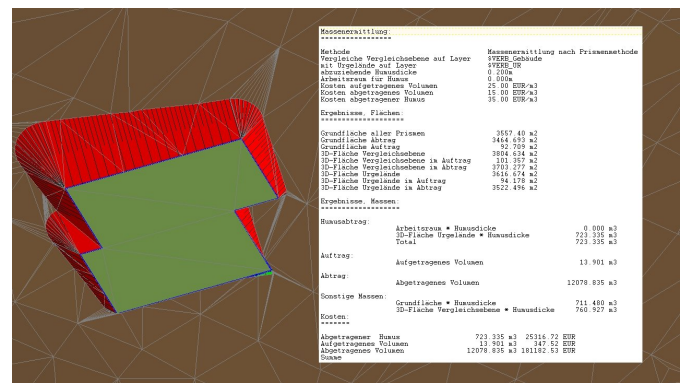 Massenermittlung:
=================
Methode Massenermittlung nach Prismenmethode
Vergleiche Vergleichsebene auf Layer $VERB_Gebäude
mit Urgelände auf Layer $VERB_UR
abzuziehende Humusdicke 0.200m
Arbeitsraum für Humus 0.000m
Kosten aufgetragenes Volumen 25.00 EUR/m3
Kosten abgetragenes Volumen 15.00 EUR/m3
Kosten abgetragener Humus 35.00 EUR/m3
Ergebnisse, Flächen:
====================
Grundfläche aller Prismen 3557.40 m2
Grundfläche Abtrag 3464.693 m2
Grundfläche Auftrag 92.709 m2
3D-Fläche Vergleichsebene 3804.634 m2
3D-Fläche Vergleichsebene im Auftrag 101.357 m2
3D-Fläche Vergleichsebene im Abtrag 3703.277 m2
3D-Fläche Urgelände 3616.674 m2
3D-Fläche Urgelände im Auftrag 94.178 m2
3D-Fläche Urgelände im Abtrag 3522.496 m2
Ergebnisse, Massen:
===================
Humusabtrag:
Arbeitsraum * Humusdicke 0.000 m3
3D-Fläche Urgelände * Humusdicke 723.335 m3
Total 723.335 m3
Auftrag:
Aufgetragenes Volumen 13.901 m3
Abtrag:
Abgetragenes Volumen 12078.835 m3
Sonstige Massen:
Grundfläche * Humusdicke 711.480 m3
3D-Fläche Vergleichsebene * Humusdicke 760.927 m3
Kosten:
=======
Abgetragener Humus 723.335 m3 25316.72 EUR
Aufgetragenes Volumen 13.901 m3 347.52 EUR
Abgetragenes Volumen 12078.835 m3 181182.53 EUR
Summe